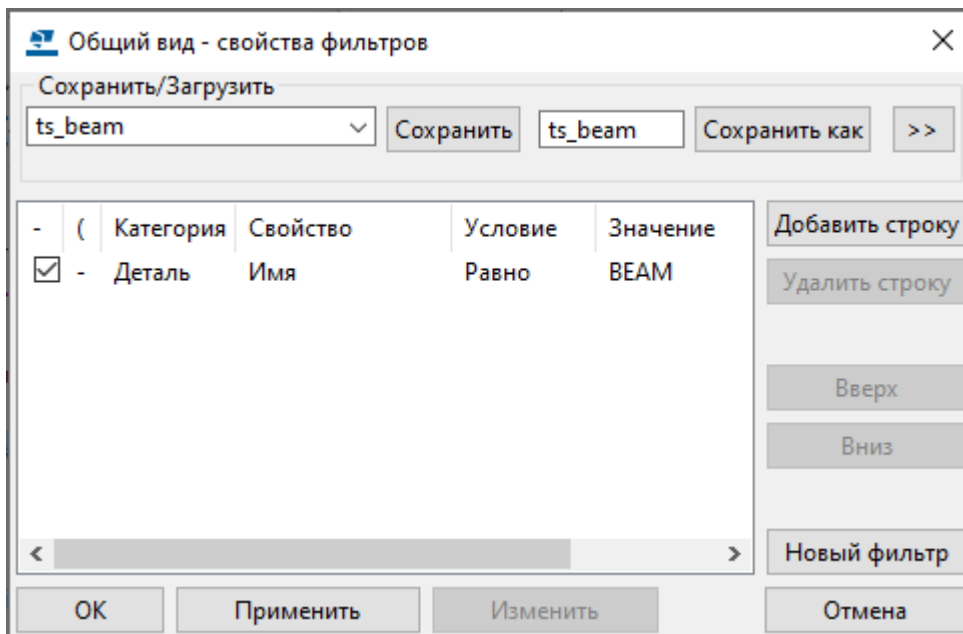 Общий вид - свойства фильтров
Сохранить/Загрузить
ts_beam Сохранить ts_beam Сохранить как >>
- ( Категория Свойство Условие Значение
- Деталь Имя Равно BEAM
Добавить строку
Удалить строку
Вверх
Вниз
Новый фильтр
ОК Применить Изменить Отмена